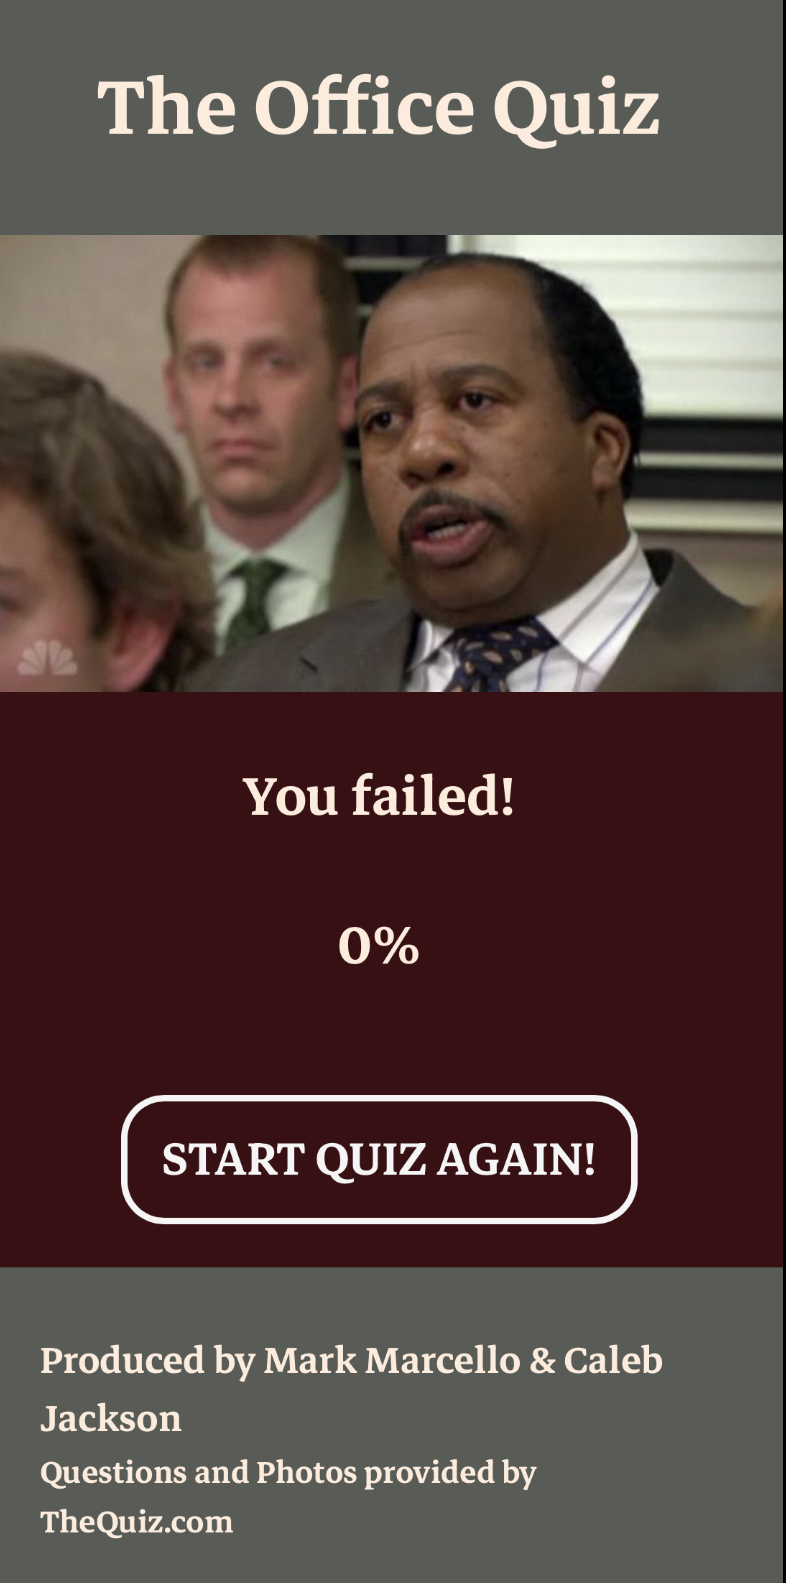 The Office Quiz
You failed!
0%
START QUIZ AGAIN!
Produced by Mark Marcello & Caleb
Jackson
Questions and Photos provided by
TheQuiz.com